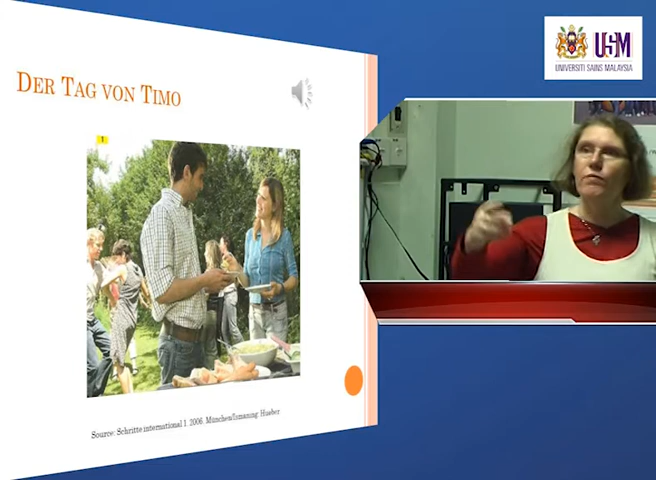 DER TAG VON TIMO
1
Source: Schritte international 1. 2006. München/Ismaning: Hueber
USM
UNIVERSITI SAINS MALAYSIA